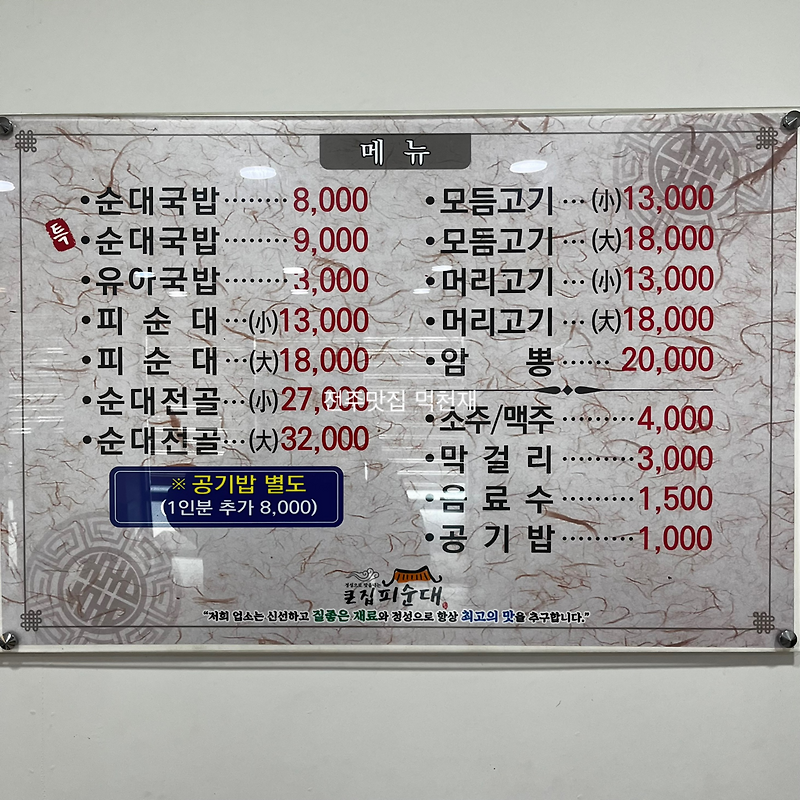 메뉴
•순대국밥………8,000
특 •순대국밥………9,000
•유아국밥………3,000
•피 순 대…(小)13,000
•피 순 대…(大)18,000
•순대전골…(小)27,000
•순대전골…(大)32,000
※ 공기밥 별도
(1인분 추가 8,000)
•모듬고기…(小)13,000
•모듬고기…(大)18,000
•머리고기…(小)13,000
•머리고기…(大)18,000
•암 뽕……20,000
•소주/맥주………4,000
•막 걸 리………3,000
•음 료 수………1,500
•공 기 밥………1,000
전주맛집 먹천재
큰집피순대
"저희 업소는 신선하고 질좋은 재료와 정성으로 항상 최고의 맛을 추구합니다."